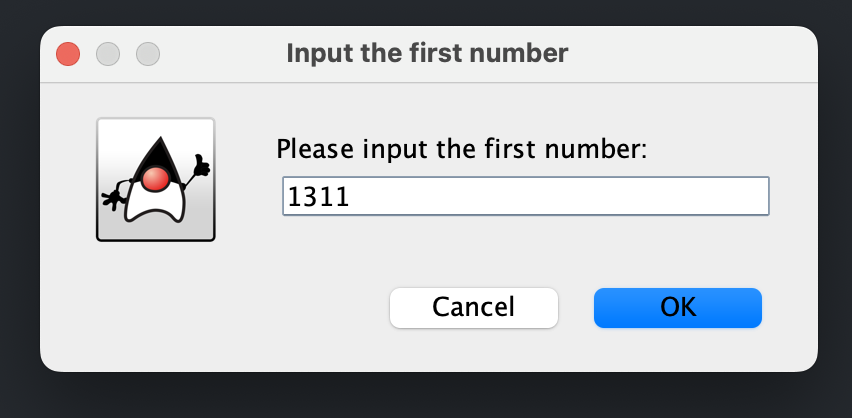 Input the first number
Please input the first number:
1311
Cancel OK